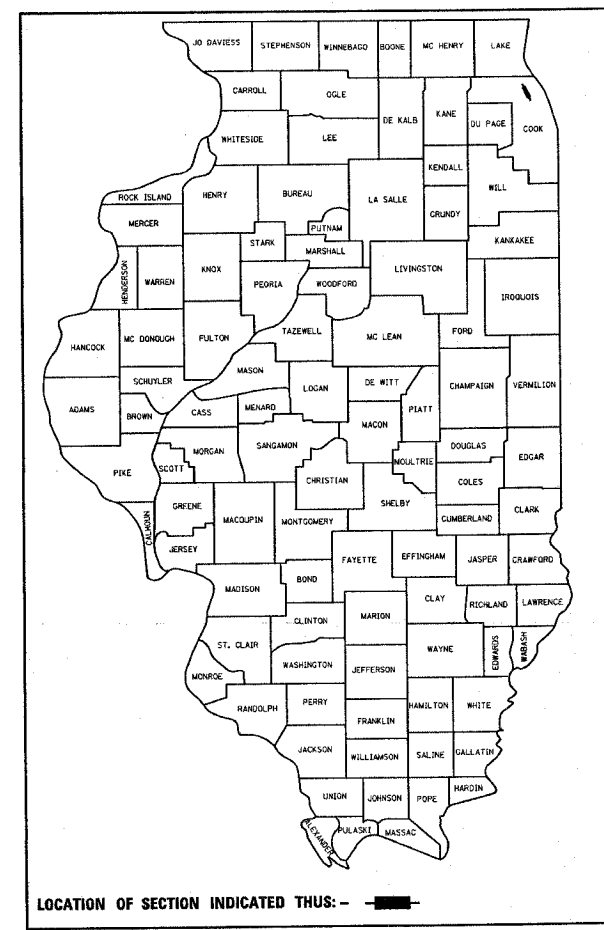 JO DAVIESS STEPHENSON WINNEBAGO BOONE MC HENRY LAKE
CARROLL OGLE DE KALB KANE DU PAGE COOK
WHITESIDE LEE
KENDALL WILL
ROCK ISLAND HENRY BUREAU LA SALLE GRUNDY
MERCER PUTNAM
STARK MARSHALL KANKAKEE
HENDERSON WARREN KNOX PEORIA WOODFORD LIVINGSTON IROQUOIS
HANCOCK MC DONOUGH FULTON TAZEWELL MC LEAN FORD
MASON
SCHUYLER LOGAN DE WITT CHAMPAIGN VERMILION
ADAMS BROWN CASS MENARD MACON PIATT
SANGAMON DOUGLAS EDGAR
PIKE SCOTT MORGAN CHRISTIAN MOULTRIE COLES
CALHOUN GREENE MACOUPIN MONTGOMERY SHELBY CUMBERLAND CLARK
JERSEY
FAYETTE EFFINGHAM JASPER CRAWFORD
MADISON BOND
CLAY RICHLAND LAWRENCE
CLINTON MARION
ST. CLAIR WAYNE EDWARDS WABASH
WASHINGTON JEFFERSON
MONROE
RANDOLPH PERRY HAMILTON WHITE
FRANKLIN
JACKSON WILLIAMSON SALINE GALLATIN
HARDIN
UNION JOHNSON POPE
ALEXANDER PULASKI MASSAC
LOCATION OF SECTION INDICATED THUS: –